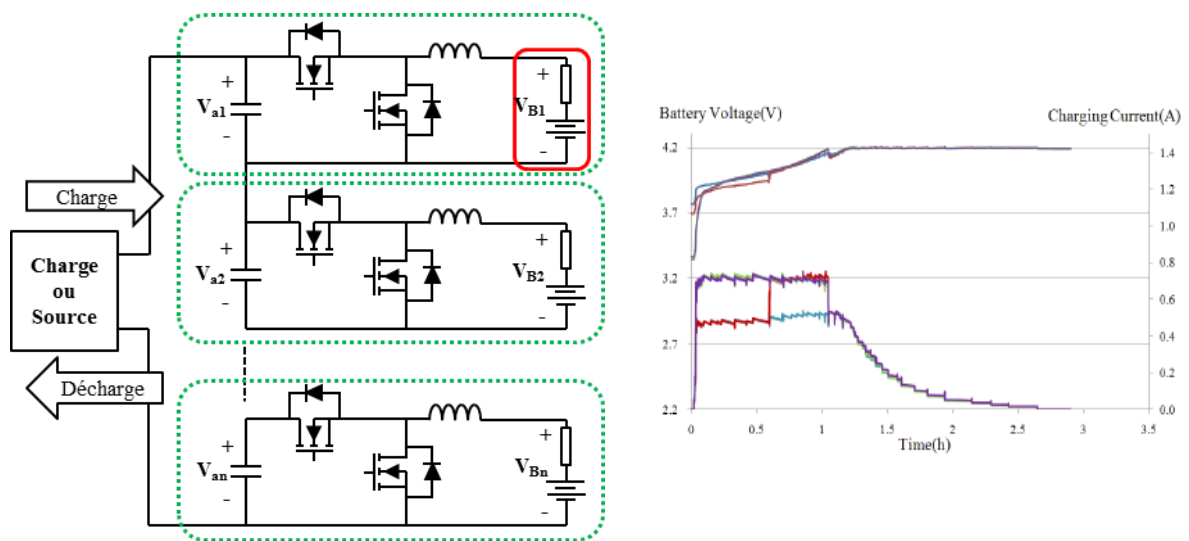 +
V_a1
-
+
V_B1
-
Charge
Charge
ou
Source
+
V_a2
-
+
V_B2
-
Décharge
+
V_an
-
+
V_Bn
-
Battery Voltage(V)
Charging Current(A)
4.2
3.7
3.2
2.7
2.2
1.4
1.2
1.0
0.8
0.6
0.4
0.2
0.0
0 0.5 1 1.5 2 2.5 3 3.5
Time(h)